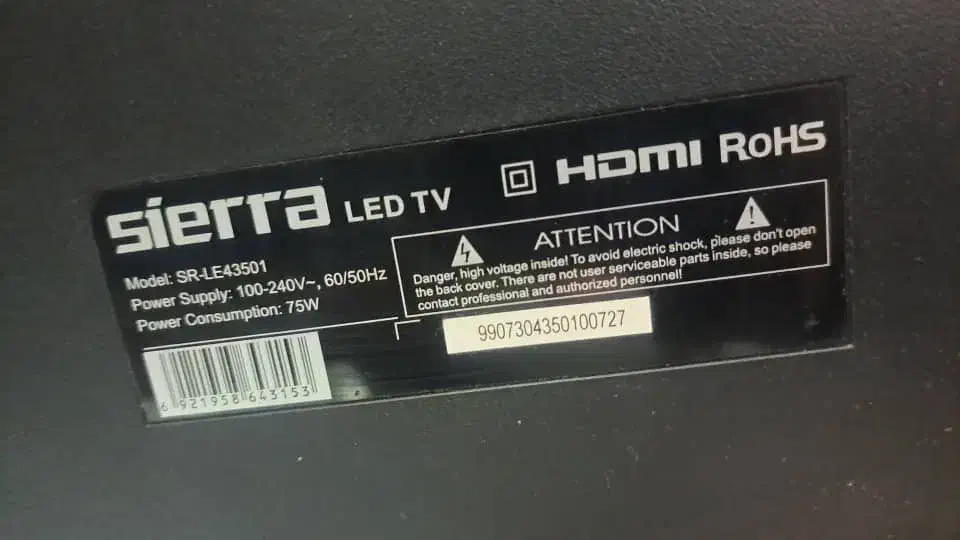 sierra LED TV
HDMI RoHS
Model: SR-LE43501
Power Supply: 100-240V~, 60/50Hz
Power Consumption: 75W
ATTENTION
Danger, high voltage inside! To avoid electric shock, please don't open
the back cover. There are not user serviceable parts inside, so please
contact professional and authorized personnel!
9907304350100727
6 921958 643153